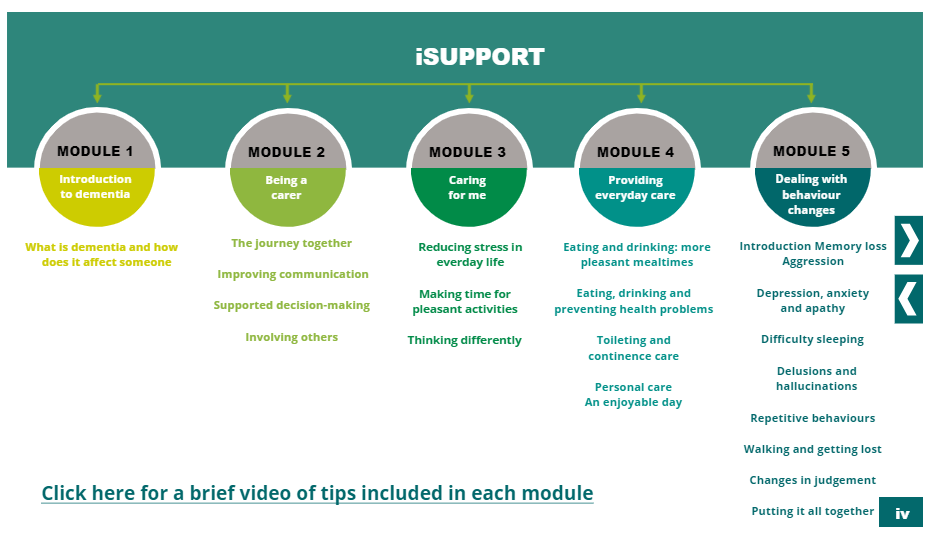 iSUPPORT
MODULE 1
Introduction
to dementia
What is dementia and how
does it affect someone
MODULE 2
Being a
carer
The journey together
Improving communication
Supported decision-making
Involving others
MODULE 3
Caring
for me
Reducing stress in
everday life
Making time for
pleasant activities
Thinking differently
MODULE 4
Providing
everyday care
Eating and drinking: more
pleasant mealtimes
Eating, drinking and
preventing health problems
Toileting and
continence care
Personal care
An enjoyable day
MODULE 5
Dealing with
behaviour
changes
Introduction Memory loss
Aggression
Depression, anxiety
and apathy
Difficulty sleeping
Delusions and
hallucinations
Repetitive behaviours
Walking and getting lost
Changes in judgement
Putting it all together
Click here for a brief video of tips included in each module
iv